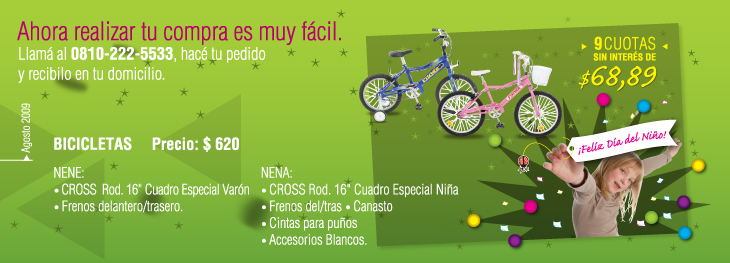 Ahora realizar tu compra es muy fácil.
Llamá al 0810-222-5533, hacé tu pedido
y recibilo en tu domicilio.
9 CUOTAS
SIN INTERÉS DE
$68,89
¡Feliz Día del Niño!
Agosto 2009
BICICLETAS Precio: $ 620
NENE:
• CROSS Rod. 16" Cuadro Especial Varón
• Frenos delantero/trasero.
NENA:
• CROSS Rod. 16" Cuadro Especial Niña
• Frenos del/tras • Canasto
• Cintas para puños
• Accesorios Blancos.